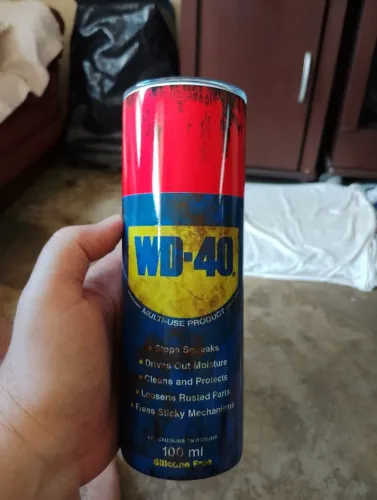 WD-40®
MULTI-USE PRODUCT
• Stops Squeaks
• Drives Out Moisture
• Cleans and Protects
• Loosens Rusted Parts
• Frees Sticky Mechanisms
100 ml
Silicone Free